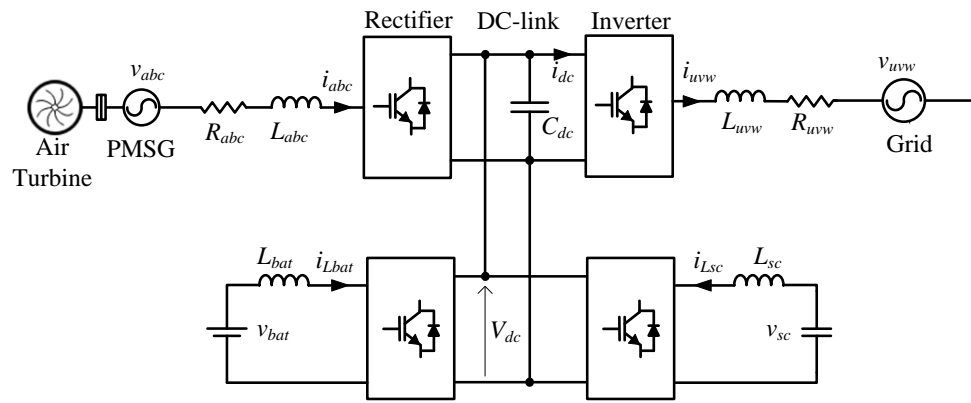 Rectifier DC-link Inverter
v_abc i_abc i_dc i_uvw v_uvw
R_abc L_abc C_dc L_uvw R_uvw
Air
Turbine
PMSG
Grid
L_bat i_Lbat i_Lsc L_sc
v_bat V_dc v_sc